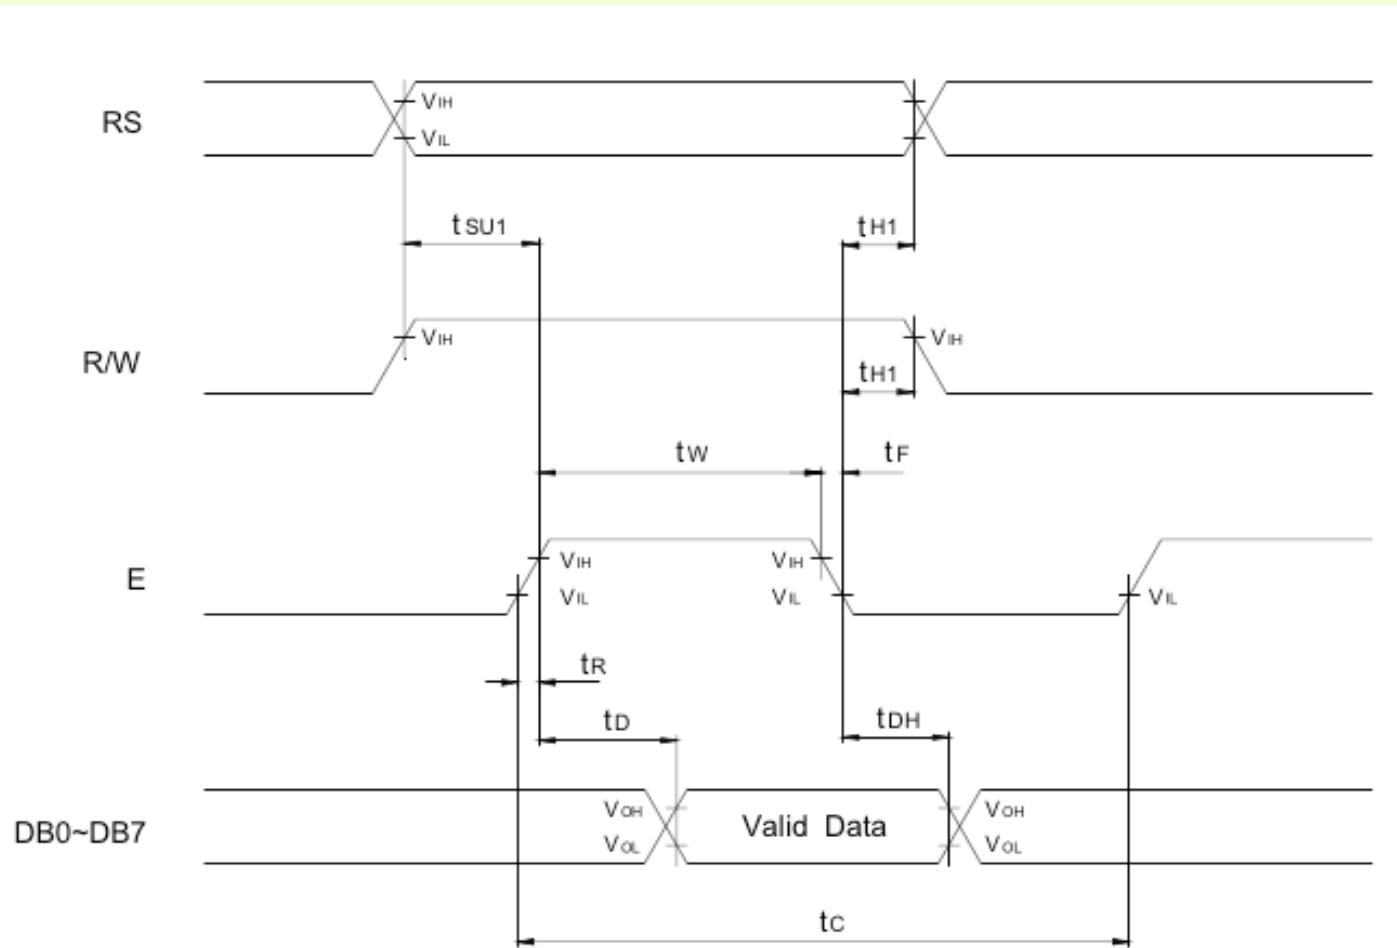 RS
VIH
VIL
tSU1
tH1
R/W
VIH
VIH
tH1
tW
tF
E
VIH
VIH
VIL
VIL
VIL
tR
tD
tDH
DB0~DB7
VOH
Valid Data
VOH
VOL
VOL
tC